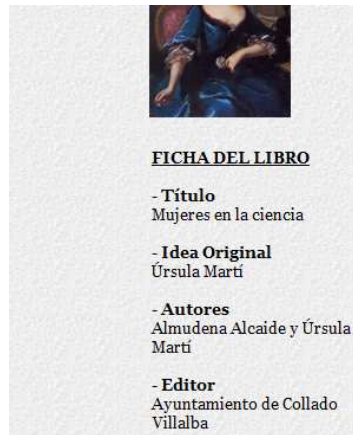 FICHA DEL LIBRO
- Título
Mujeres en la ciencia
- Idea Original
Úrsula Martí
- Autores
Almudena Alcaide y Úrsula
Martí
- Editor
Ayuntamiento de Collado
Villalba